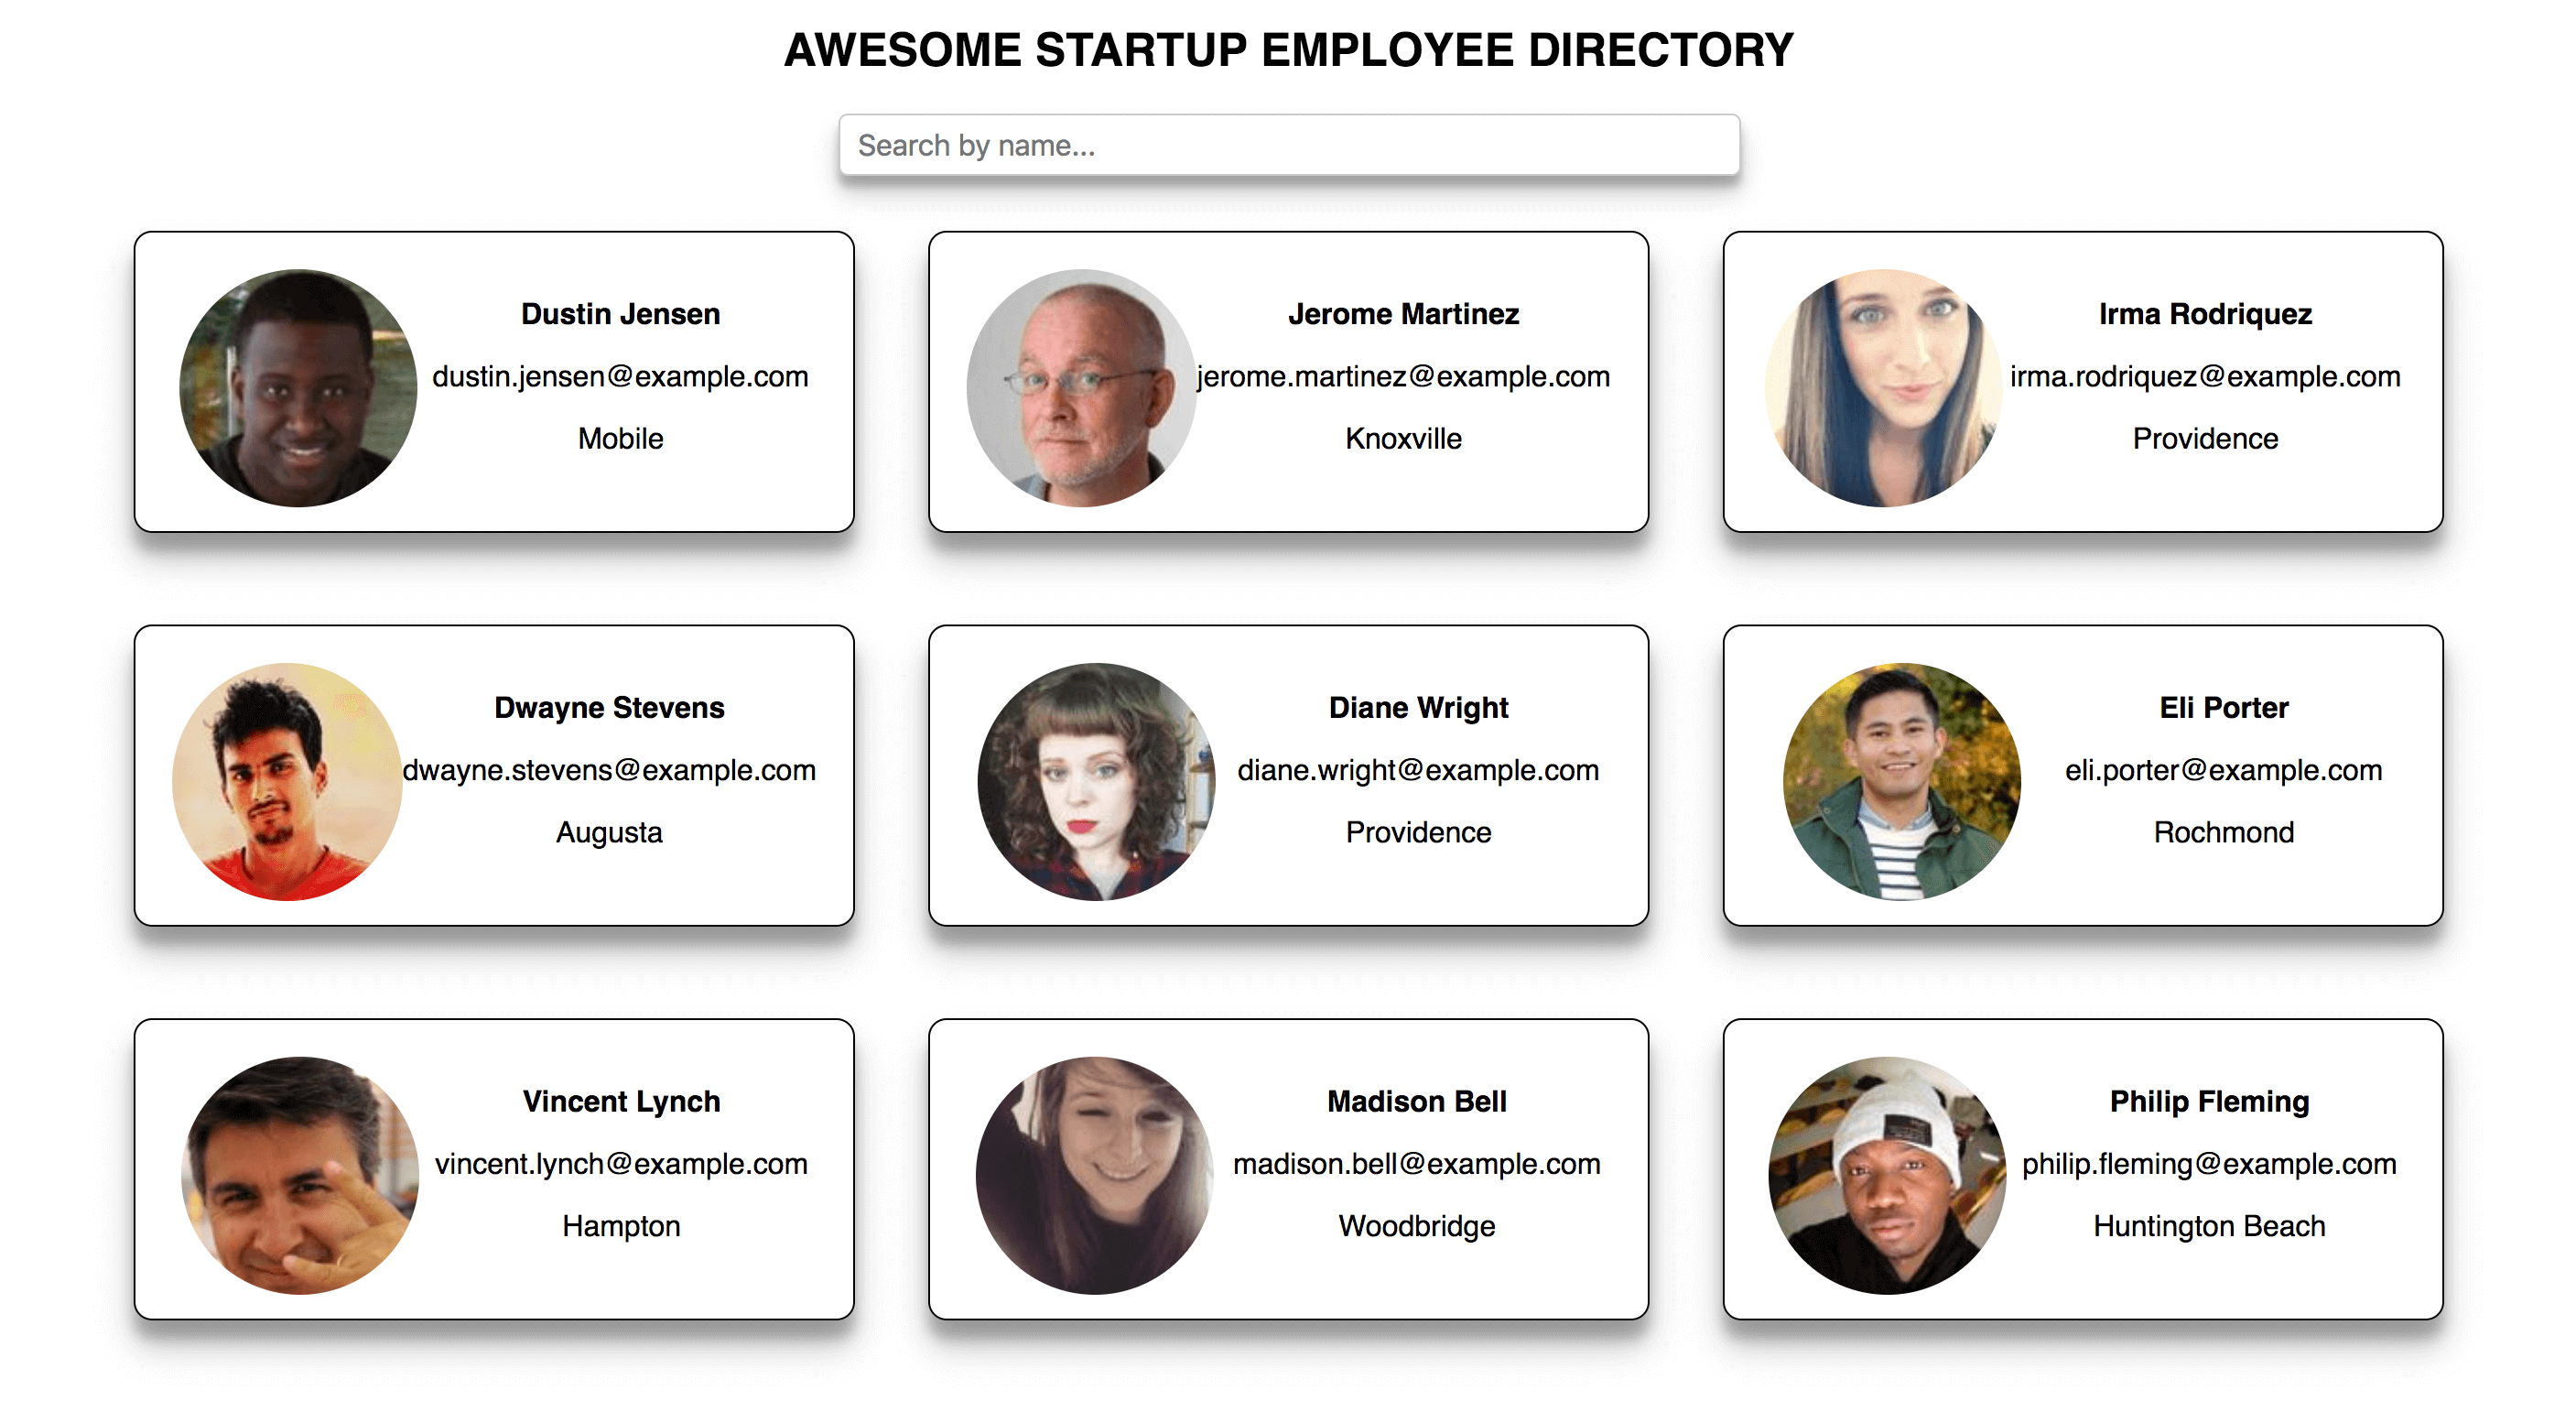 AWESOME STARTUP EMPLOYEE DIRECTORY
Search by name...
Dustin Jensen
dustin.jensen@example.com
Mobile
Jerome Martinez
jerome.martinez@example.com
Knoxville
Irma Rodriquez
irma.rodriquez@example.com
Providence
Dwayne Stevens
dwayne.stevens@example.com
Augusta
Diane Wright
diane.wright@example.com
Providence
Eli Porter
eli.porter@example.com
Rochmond
Vincent Lynch
vincent.lynch@example.com
Hampton
Madison Bell
madison.bell@example.com
Woodbridge
Philip Fleming
philip.fleming@example.com
Huntington Beach